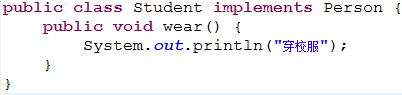 public class Student implements Person {
    public void wear() {
        System.out.println("穿校服");
    }
}